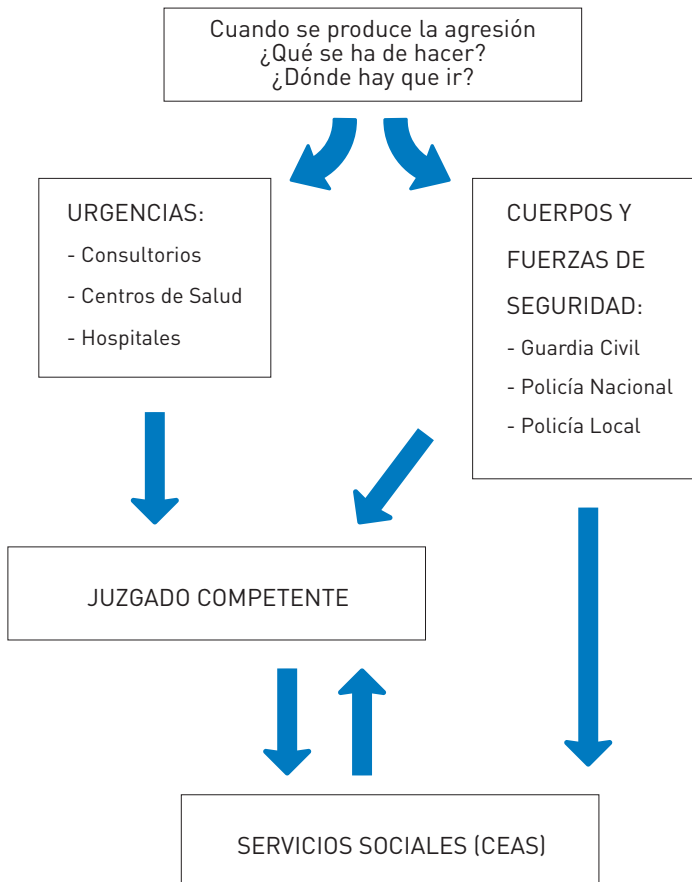 Cuando se produce la agresión
¿Qué se ha de hacer?
¿Dónde hay que ir?
URGENCIAS:
- Consultorios
- Centros de Salud
- Hospitales
CUERPOS Y
FUERZAS DE
SEGURIDAD:
- Guardia Civil
- Policía Nacional
- Policía Local
JUZGADO COMPETENTE
SERVICIOS SOCIALES (CEAS)